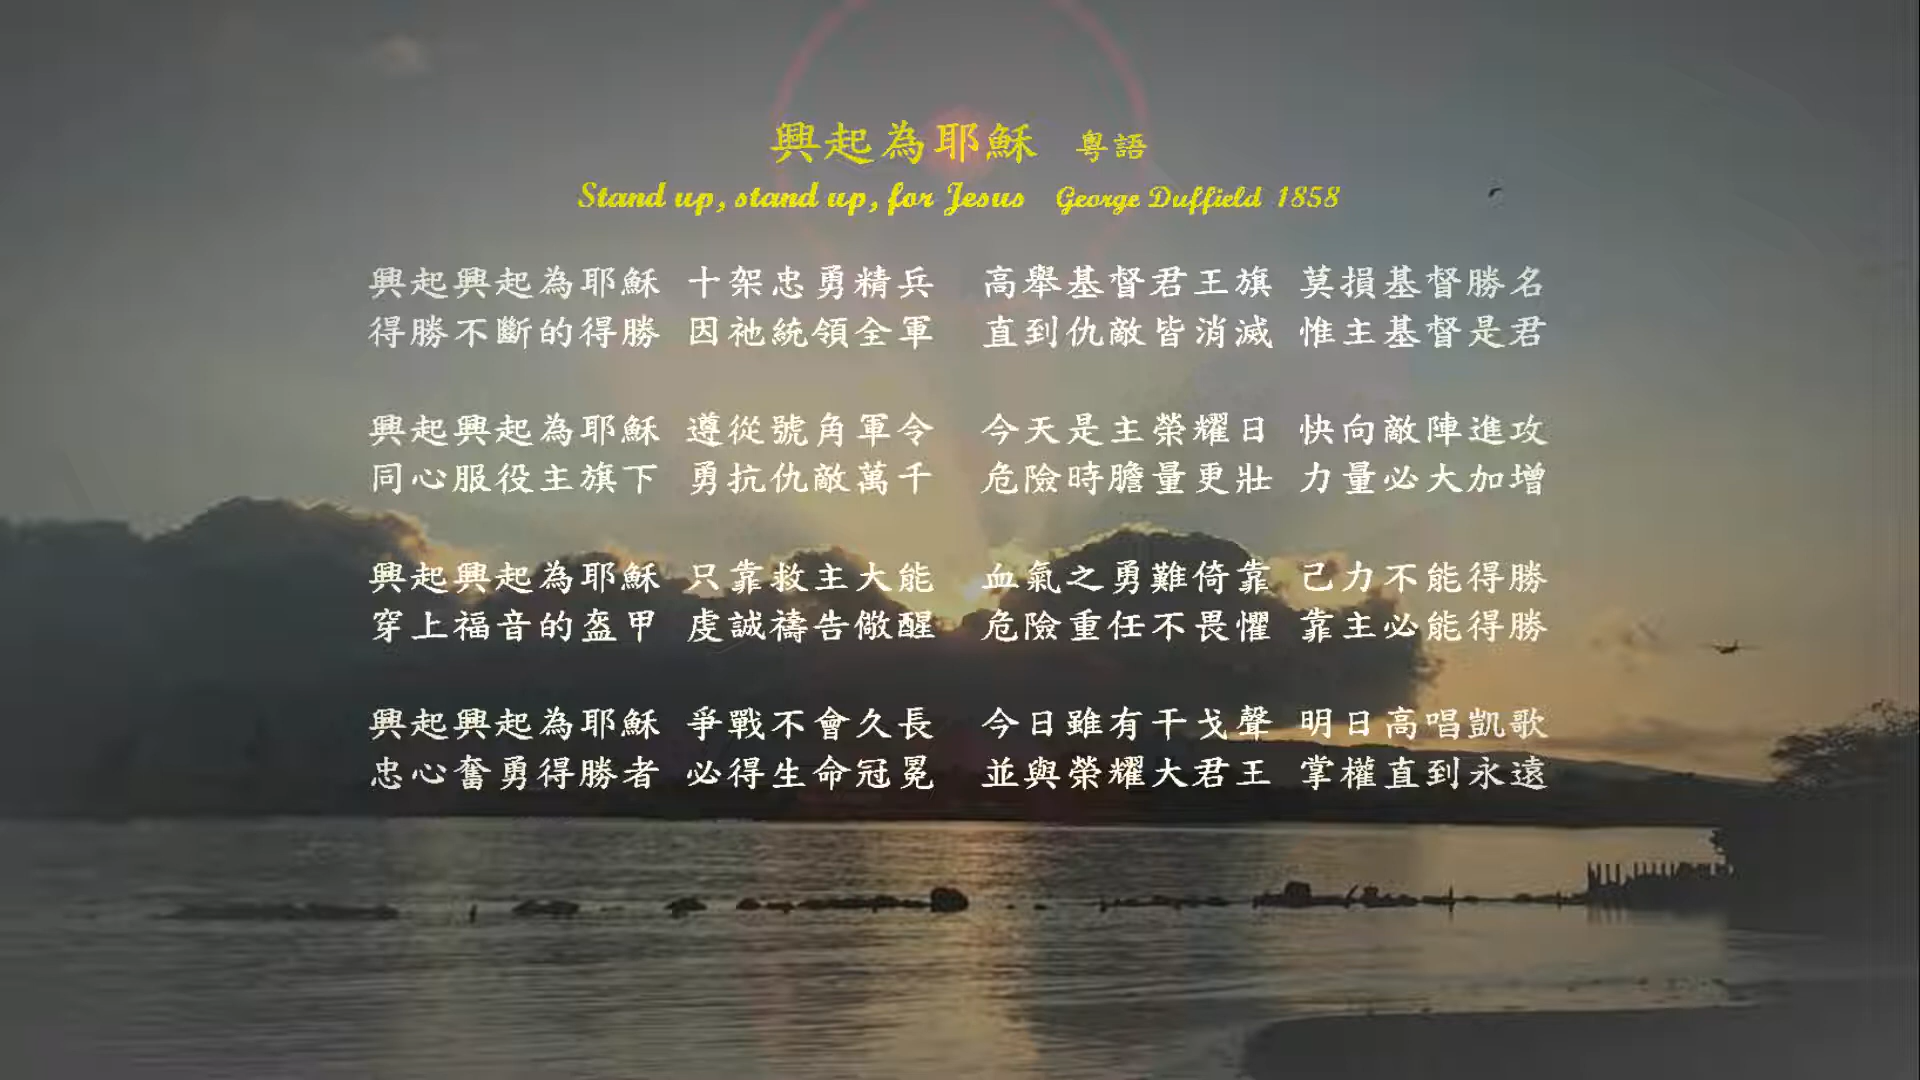 興起為耶穌 粵語
Stand up, stand up, for Jesus George Duffield 1858
興起興起為耶穌 十架忠勇精兵 高舉基督君王旗 莫損基督勝名
得勝不斷的得勝 因祂統領全軍 直到仇敵皆消滅 惟主基督是君
興起興起為耶穌 遵從號角軍令 今天是主榮耀日 快向敵陣進攻
同心服役主旗下 勇抗仇敵萬千 危險時膽量更壯 力量必大加增
興起興起為耶穌 只靠救主大能 血氣之勇難倚靠 己力不能得勝
穿上福音的盔甲 虔誠禱告儆醒 危險重任不畏懼 靠主必能得勝
興起興起為耶穌 爭戰不會久長 今日雖有干戈聲 明日高唱凱歌
忠心奮勇得勝者 必得生命冠冕 並與榮耀大君王 掌權直到永遠